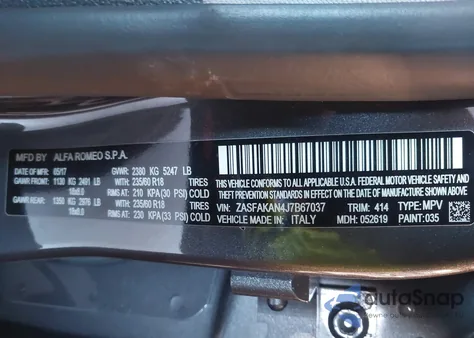 MFD BY ALFA ROMEO S.P.A.
DATE OF MFR: 05/17 GVWR: 2380 KG 5247 LB
GAWR FRONT: 1130 KG 2491 LB WITH: 235/60 R18 TIRES
18x8.0 RIMS AT: 210 KPA (30 PSI) COLD
GAWR REAR: 1350 KG 2976 LB WITH: 235/60 R18 TIRES
18x8.0 RIMS AT: 230 KPA (33 PSI) COLD
THIS VEHICLE CONFORMS TO ALL APPLICABLE U.S.A. FEDERAL MOTOR VEHICLE SAFETY, BUMPER AND
THEFT PREVENTION STANDARDS IN EFFECT ON THE DATE OF MANUFACTURE SHOWN ABOVE
VIN: ZASFAKAN4J7B67037 TRIM: 414 TYPE: MPV
VEHICLE MADE IN: ITALY MDH: 052619 PAINT: 035
autoSnap